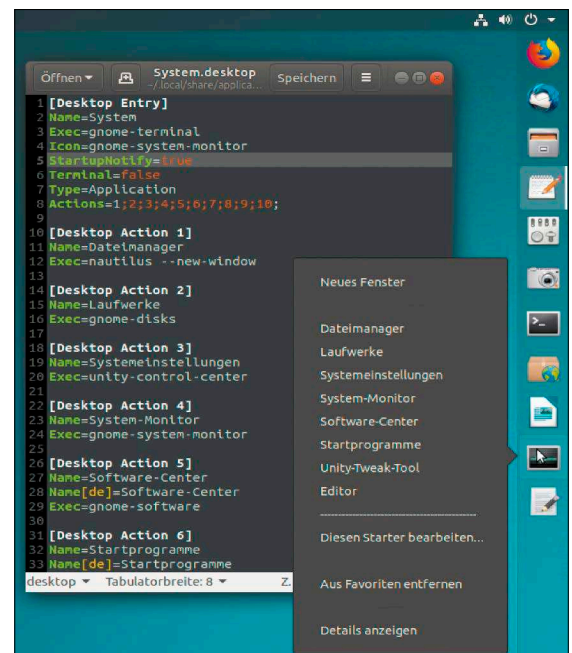 Öffnen
System.desktop
~/.local/share/applica...
Speichern
1 [Desktop Entry]
2 Name=System
3 Exec=gnome-terminal
4 Icon=gnome-system-monitor
5 StartupNotify=true
6 Terminal=false
7 Type=Application
8 Actions=1;2;3;4;5;6;7;8;9;10;
9
10 [Desktop Action 1]
11 Name=Dateimanager
12 Exec=nautilus --new-window
13
14 [Desktop Action 2]
15 Name=Laufwerke
16 Exec=gnome-disks
17
18 [Desktop Action 3]
19 Name=Systemeinstellungen
20 Exec=unity-control-center
21
22 [Desktop Action 4]
23 Name=System-Monitor
24 Exec=gnome-system-monitor
25
26 [Desktop Action 5]
27 Name=Software-Center
28 Name[de]=Software-Center
29 Exec=gnome-software
30
31 [Desktop Action 6]
32 Name=Startprogramme
33 Name[de]=Startprogramme
desktop Tabulatorbreite: 8 Z.
Neues Fenster
Dateimanager
Laufwerke
Systemeinstellungen
System-Monitor
Software-Center
Startprogramme
Unity-Tweak-Tool
Editor
--------------------------------------------
Diesen Starter bearbeiten...
Aus Favoriten entfernen
Details anzeigen